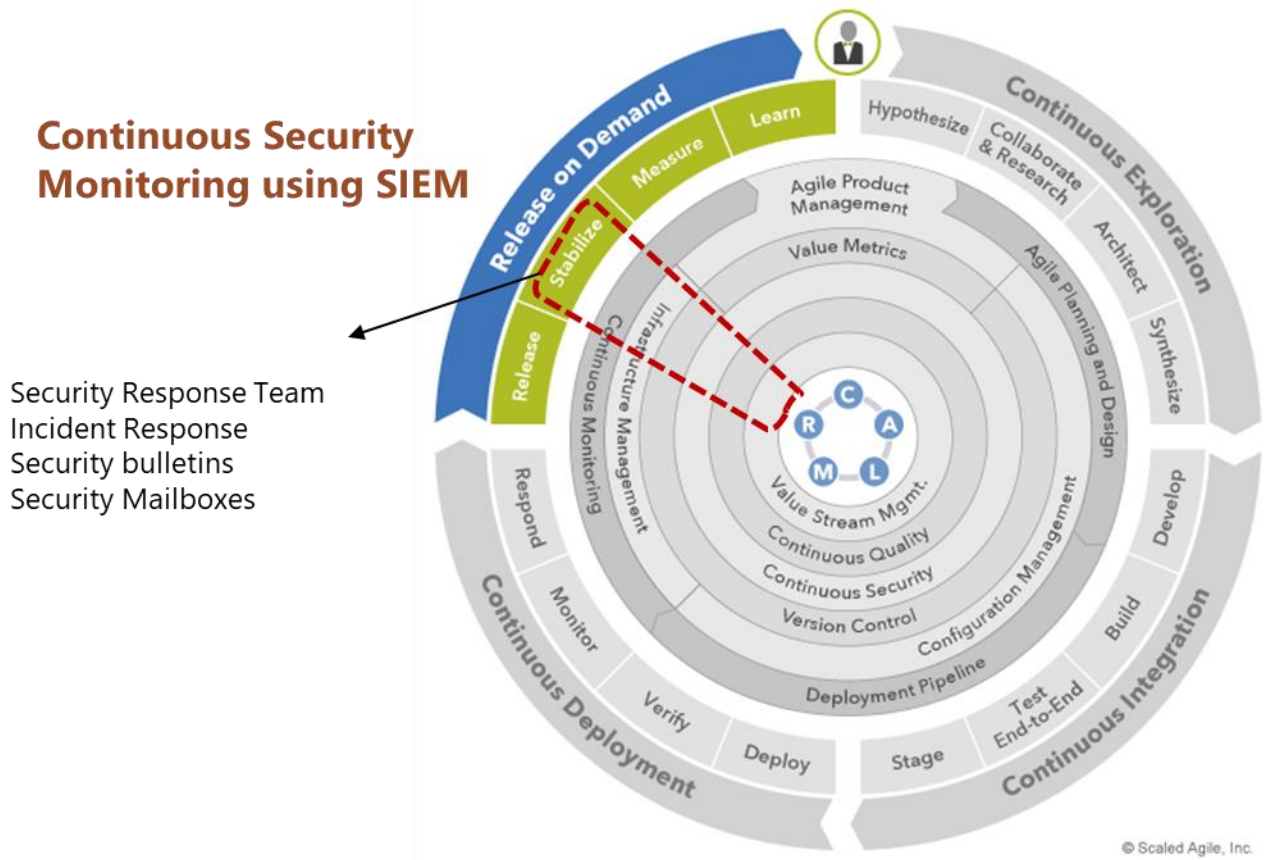 Continuous Security
Monitoring using SIEM
Security Response Team
Incident Response
Security bulletins
Security Mailboxes
Release on Demand
Release
Stabilize
Measure
Learn
Continuous Exploration
Hypothesize
Collaborate
& Research
Architect
Synthesize
Continuous Integration
Develop
Build
Test
End-to-End
Stage
Continuous Deployment
Deploy
Verify
Monitor
Respond
Agile Product
Management
Agile Planning and Design
Continuous Monitoring
Deployment Pipeline
Value Metrics
Infrastructure Management
Configuration Management
Version Control
Continuous Security
Continuous Quality
Value Stream Mgmt.
C
A
L
M
R
© Scaled Agile, Inc.